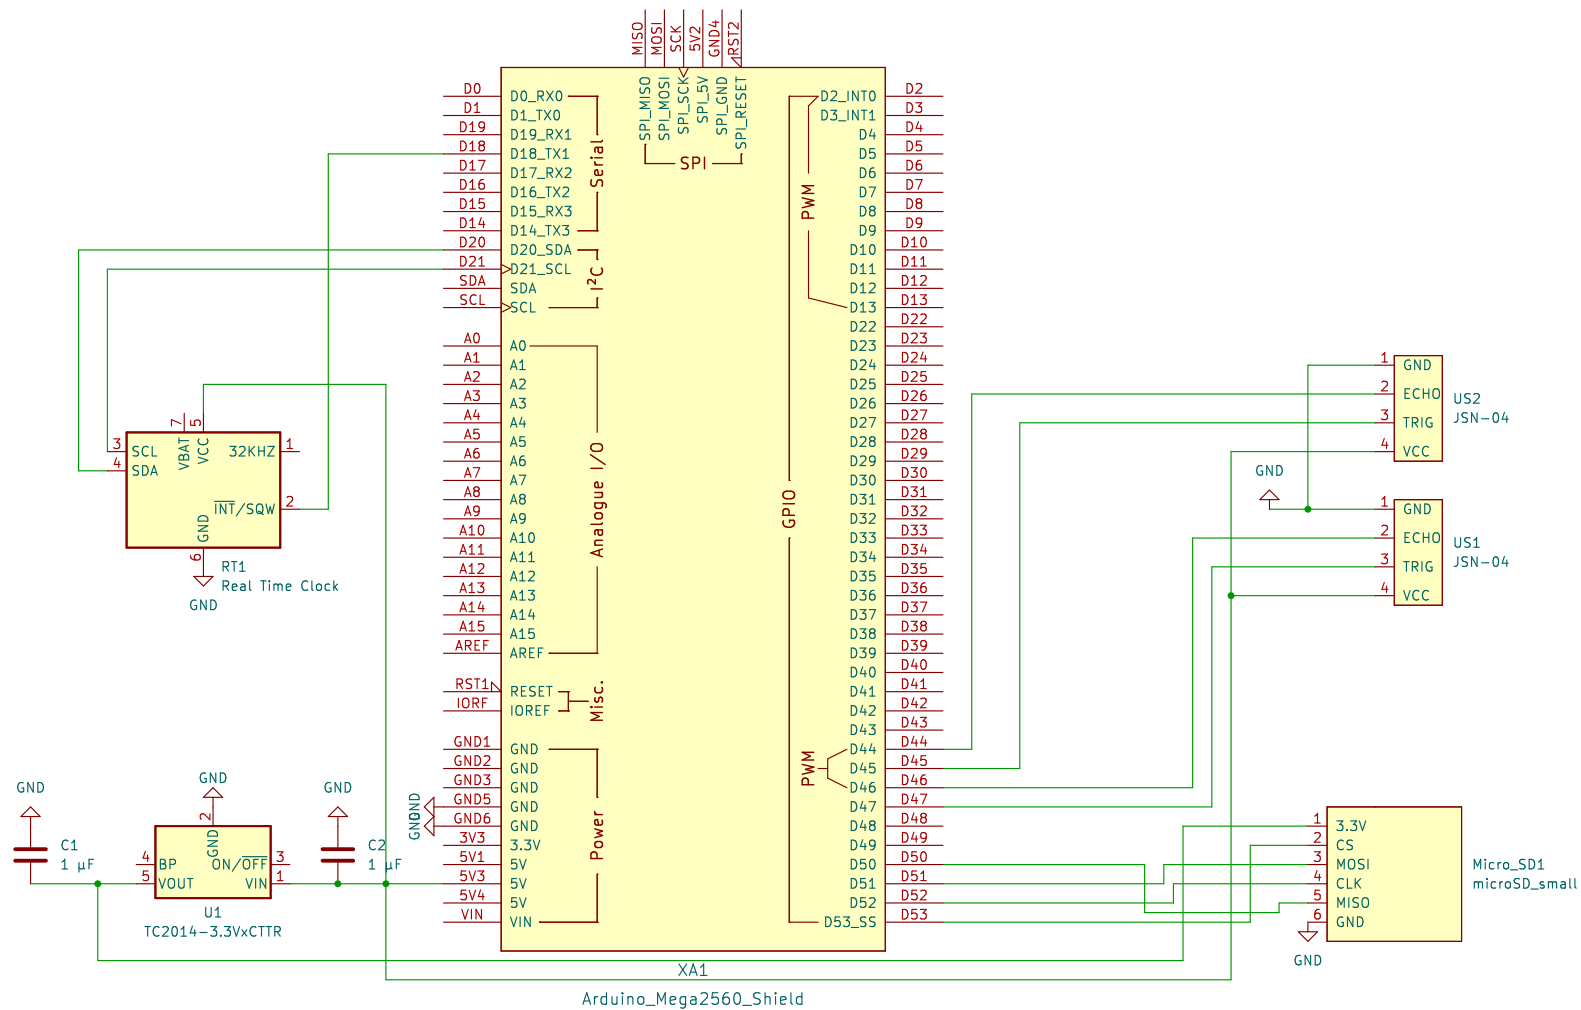 MISO
MOSI
SCK
5V2
GND4
RST2
SPI_MISO
SPI_MOSI
SPI_SCK
SPI_5V
SPI_GND
SPI_RESET
SPI
D0 D0_RX0
D1 D1_TX0
D19 D19_RX1
D18 D18_TX1
D17 D17_RX2
D16 D16_TX2
D15 D15_RX3
D14 D14_TX3
Serial
D20 D20_SDA
D21 D21_SCL
SDA SDA
SCL SCL
I²C
A0 A0
A1 A1
A2 A2
A3 A3
A4 A4
A5 A5
A6 A6
A7 A7
A8 A8
A9 A9
A10 A10
A11 A11
A12 A12
A13 A13
A14 A14
A15 A15
AREF AREF
Analogue I/O
RST1 RESET
IORF IOREF
Misc.
GND1 GND
GND2 GND
GND3 GND
GND GND5 GND
GND GND6 GND
3V3 3.3V
5V1 5V
5V3 5V
5V4 5V
VIN VIN
Power
D2_INT0 D2
D3_INT1 D3
D4 D4
D5 D5
D6 D6
D7 D7
D8 D8
D9 D9
D10 D10
D11 D11
D12 D12
D13 D13
PWM
D22 D22
D23 D23
D24 D24
D25 D25
D26 D26
D27 D27
D28 D28
D29 D29
D30 D30
D31 D31
D32 D32
D33 D33
D34 D34
D35 D35
D36 D36
D37 D37
D38 D38
D39 D39
D40 D40
D41 D41
D42 D42
D43 D43
D44 D44
D45 D45
D46 D46
PWM
D47 D47
D48 D48
D49 D49
D50 D50
D51 D51
D52 D52
D53_SS D53
GPIO
XA1
Arduino_Mega2560_Shield
7 VBAT
5 VCC
3 SCL
4 SDA
32KHZ 1
INT/SQW 2
GND 6
RT1
Real Time Clock
GND
GND
C1
1 µF
GND
2 GND
4 BP
5 VOUT
ON/OFF 3
VIN 1
U1
TC2014-3.3VxCTTR
GND
C2
1 µF
1 GND
2 ECHO
3 TRIG
4 VCC
US2
JSN-04
GND
1 GND
2 ECHO
3 TRIG
4 VCC
US1
JSN-04
1 3.3V
2 CS
3 MOSI
4 CLK
5 MISO
6 GND
Micro_SD1
microSD_small
GND